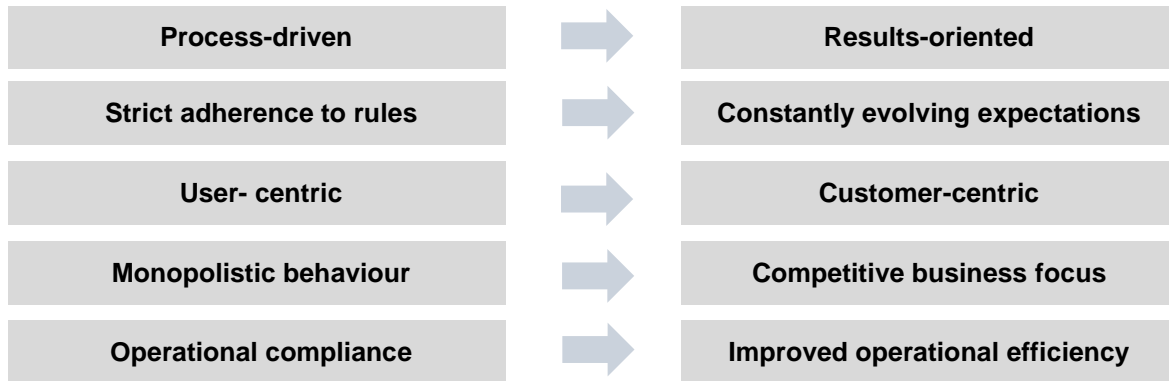 Process-driven
Results-oriented
Strict adherence to rules
Constantly evolving expectations
User- centric
Customer-centric
Monopolistic behaviour
Competitive business focus
Operational compliance
Improved operational efficiency